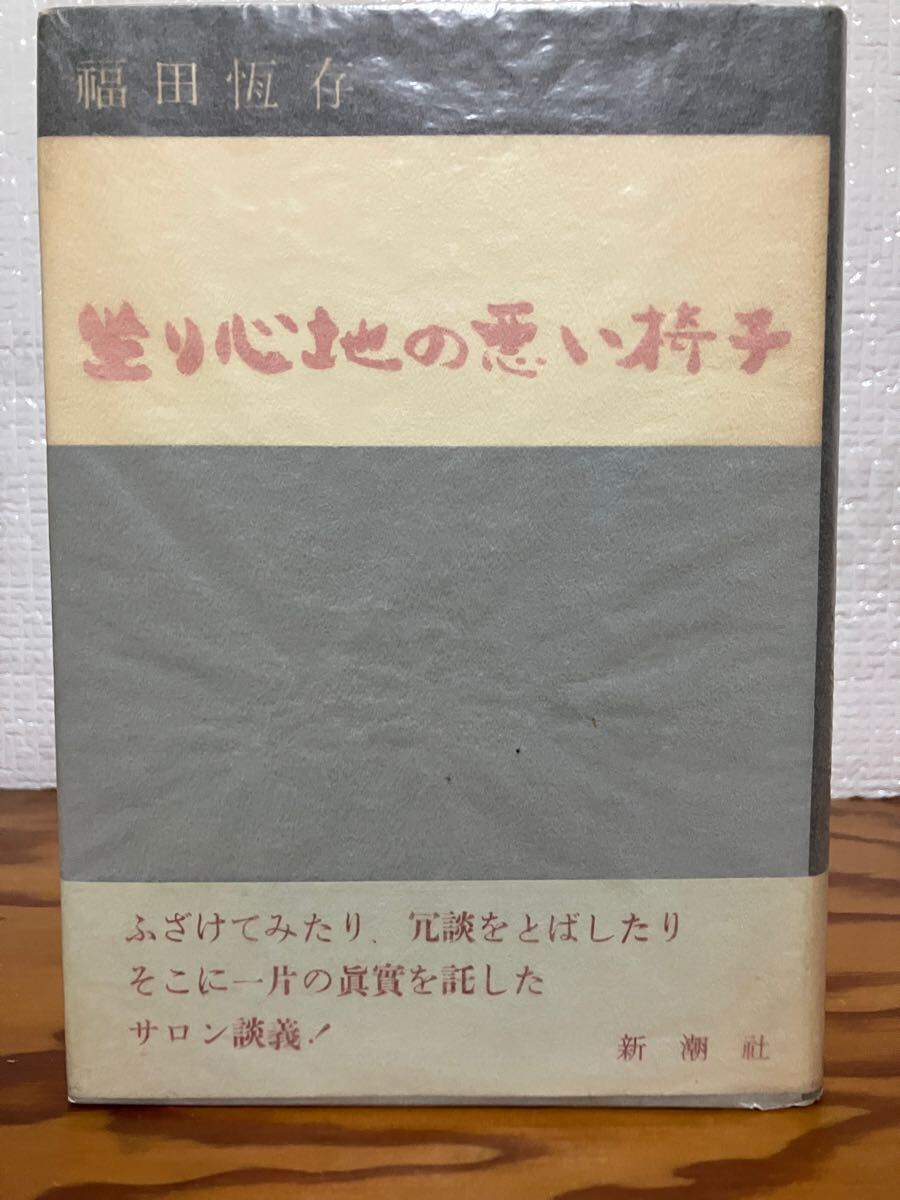 福田恆存
坐り心地の悪い椅子
ふざけてみたり、冗談をとばしたり
そこに一片の眞實を託した
サロン談義!
新潮社